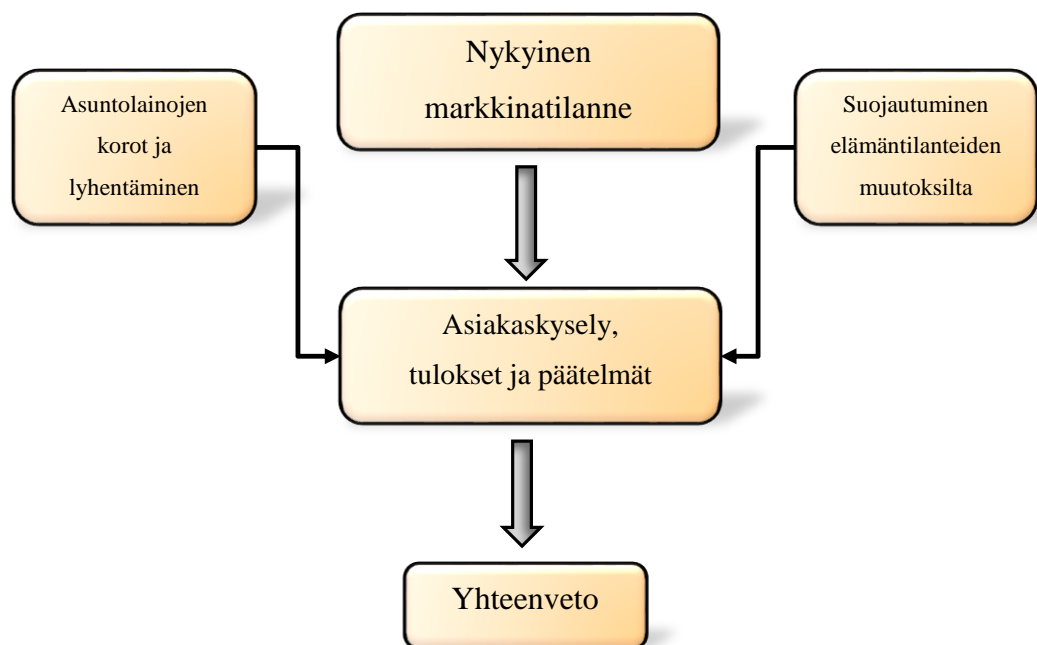 Nykyinen
markkinatilanne
Asuntolainojen
korot ja
lyhentäminen
Suojautuminen
elämäntilanteiden
muutoksilta
Asiakaskysely,
tulokset ja päätelmät
Yhteenveto